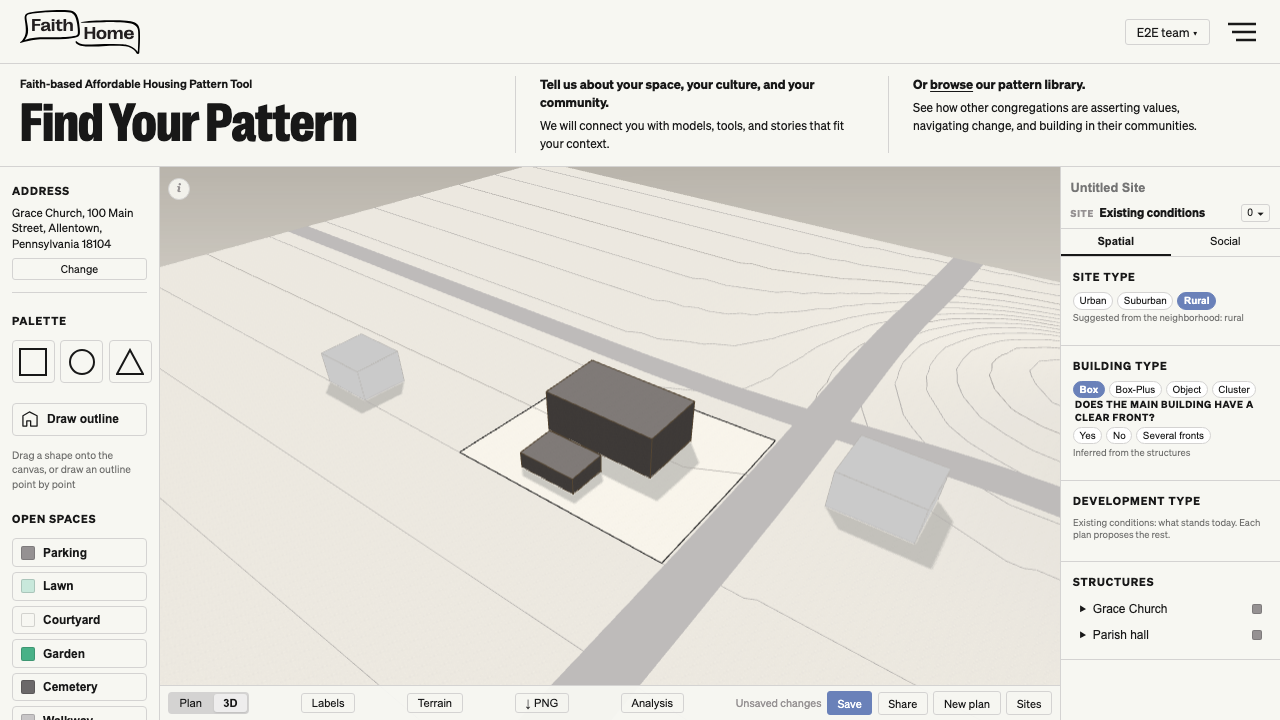 Faith
Home
E2E team ▾
Faith-based Affordable Housing Pattern Tool
Find Your Pattern
Tell us about your space, your culture, and your
community.
We will connect you with models, tools, and stories that fit
your context.
Or browse our pattern library.
See how other congregations are asserting values,
navigating change, and building in their communities.
ADDRESS
Grace Church, 100 Main
Street, Allentown,
Pennsylvania 18104
Change
PALETTE
Draw outline
Drag a shape onto the
canvas, or draw an outline
point by point
OPEN SPACES
Parking
Lawn
Courtyard
Garden
Cemetery
Walkway
i
Plan
3D
Labels
Terrain
↓ PNG
Analysis
Unsaved changes
Save
Share
New plan
Sites
Untitled Site
SITE Existing conditions
0
Spatial
Social
SITE TYPE
Urban
Suburban
Rural
Suggested from the neighborhood: rural
BUILDING TYPE
Box
Box-Plus
Object
Cluster
DOES THE MAIN BUILDING HAVE A
CLEAR FRONT?
Yes
No
Several fronts
Inferred from the structures
DEVELOPMENT TYPE
Existing conditions: what stands today. Each
plan proposes the rest.
STRUCTURES
Grace Church
Parish hall